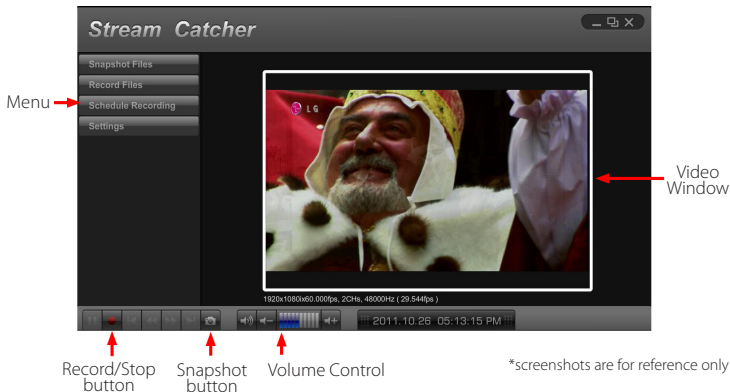 Stream Catcher
Snapshot Files
Record Files
Schedule Recording
Settings
Menu
LG
Video
Window
1920x1080ix60.000fps, 2CHs, 48000Hz ( 29.544fps )
2011.10.26 05:13:15 PM
Record/Stop
button
Snapshot
button
Volume Control
*screenshots are for reference only